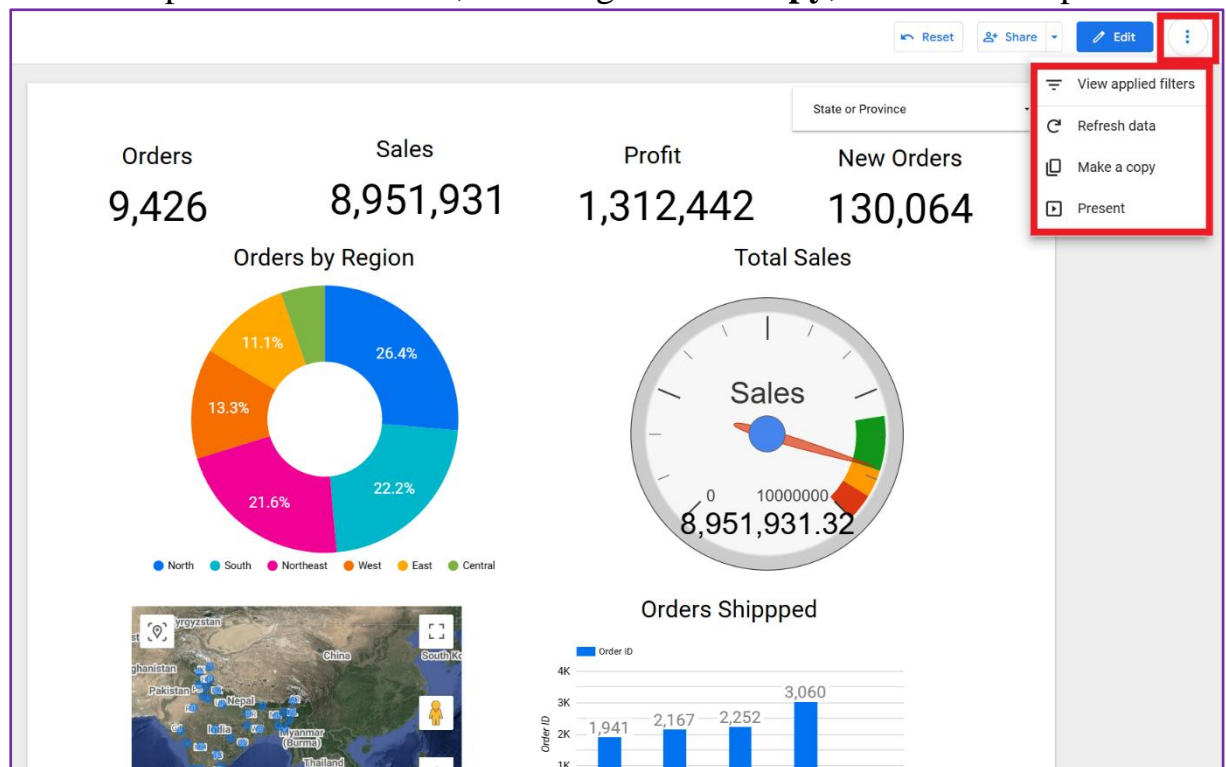 Reset Share Edit
View applied filters
Refresh data
Make a copy
Present
State or Province
Orders
9,426
Sales
8,951,931
Profit
1,312,442
New Orders
130,064
Orders by Region
26.4%
22.2%
21.6%
13.3%
11.1%
North South Northeast West East Central
Total Sales
Sales
0 10000000
8,951,931.32
China
Pakistan
Nepal
India
Myanmar
(Burma)
Thailand
Orders Shippped
Order ID
4K
3K
2K
1K
Order ID
1,941 2,167 2,252 3,060